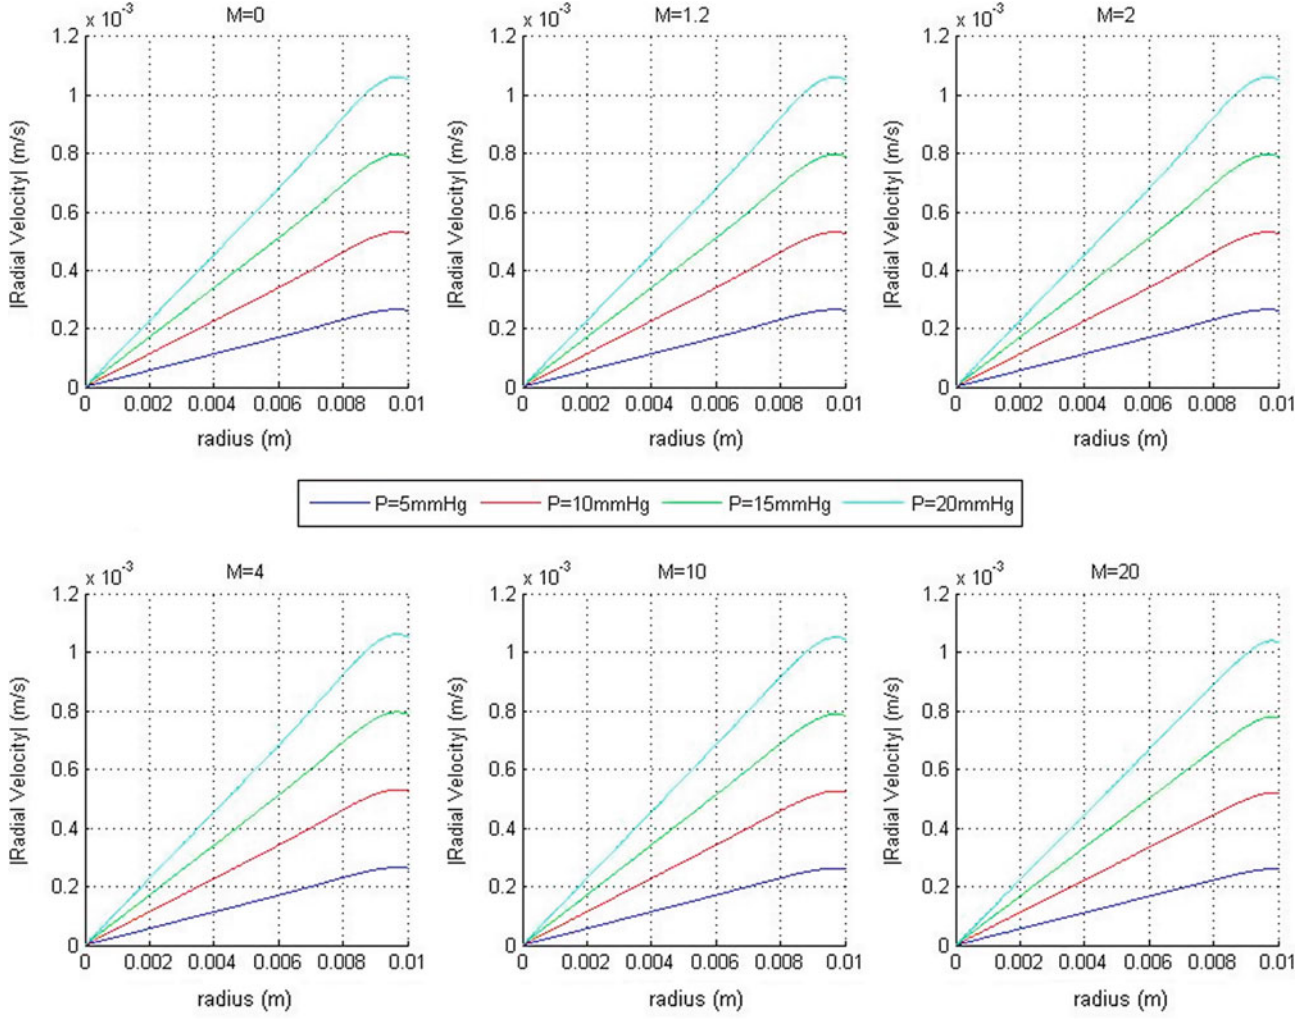 x 10⁻³ M=0
1.2
1
0.8
0.6
0.4
0.2
0
|Radial Velocity| (m/s)
0 0.002 0.004 0.006 0.008 0.01
radius (m)
x 10⁻³ M=1.2
1.2
1
0.8
0.6
0.4
0.2
0
|Radial Velocity| (m/s)
0 0.002 0.004 0.006 0.008 0.01
radius (m)
x 10⁻³ M=2
1.2
1
0.8
0.6
0.4
0.2
0
|Radial Velocity| (m/s)
0 0.002 0.004 0.006 0.008 0.01
radius (m)
P=5mmHg P=10mmHg P=15mmHg P=20mmHg
x 10⁻³ M=4
1.2
1
0.8
0.6
0.4
0.2
0
|Radial Velocity| (m/s)
0 0.002 0.004 0.006 0.008 0.01
radius (m)
x 10⁻³ M=10
1.2
1
0.8
0.6
0.4
0.2
0
|Radial Velocity| (m/s)
0 0.002 0.004 0.006 0.008 0.01
radius (m)
x 10⁻³ M=20
1.2
1
0.8
0.6
0.4
0.2
0
|Radial Velocity| (m/s)
0 0.002 0.004 0.006 0.008 0.01
radius (m)